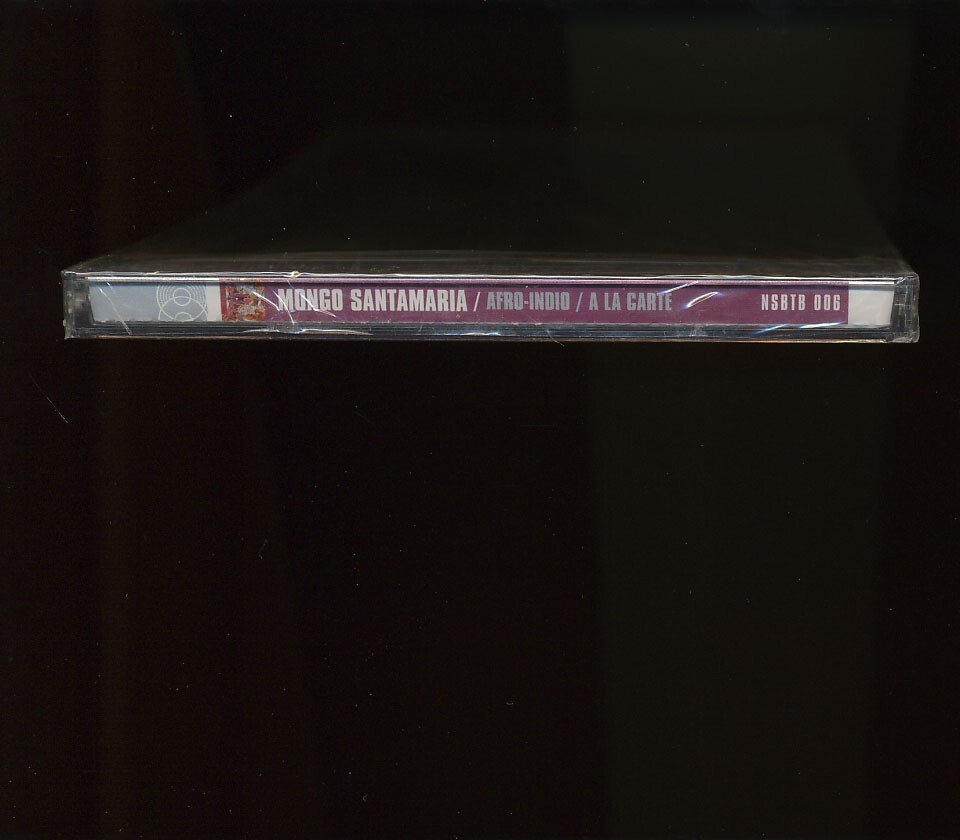 MONGO SANTAMARIA / AFRO-INDIO / A LA CARTE NSBTB 006